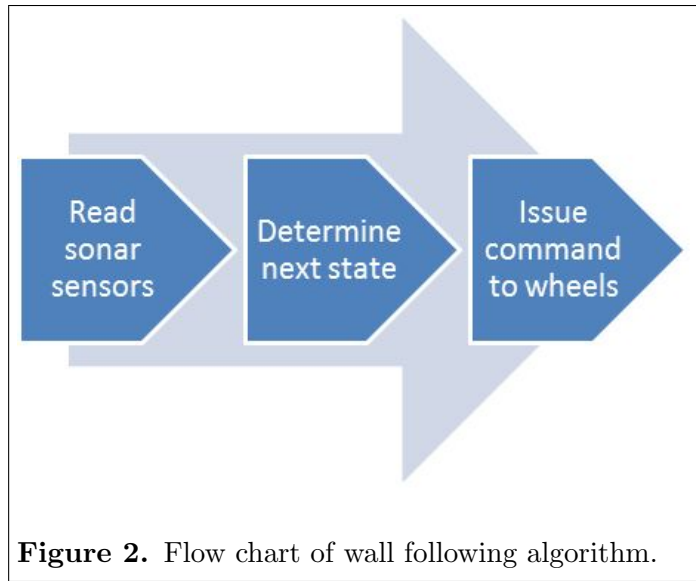 Read
sonar
sensors
Determine
next state
Issue
command
to wheels
Figure 2. Flow chart of wall following algorithm.